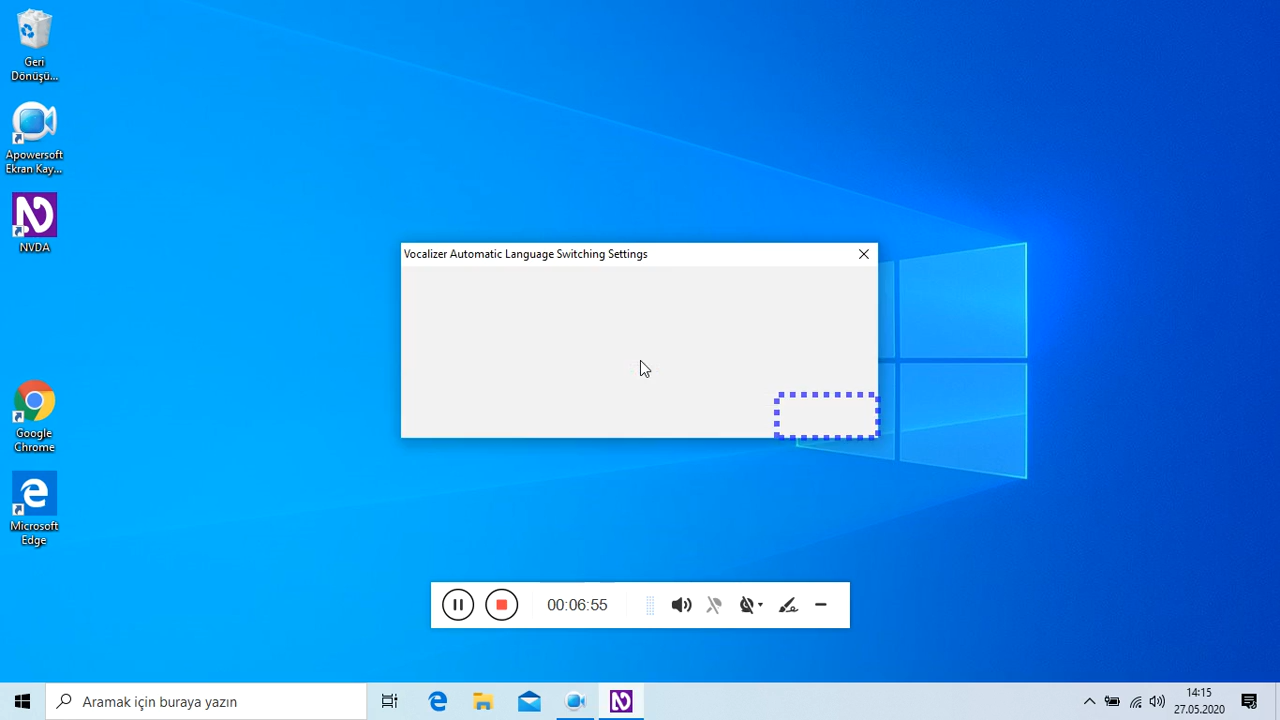 Geri
Dönüşü...
Apowersoft
Ekran Kay...
NVDA
Google
Chrome
Microsoft
Edge
Vocalizer Automatic Language Switching Settings
00:06:55
Aramak için buraya yazın
14:15
27.05.2020